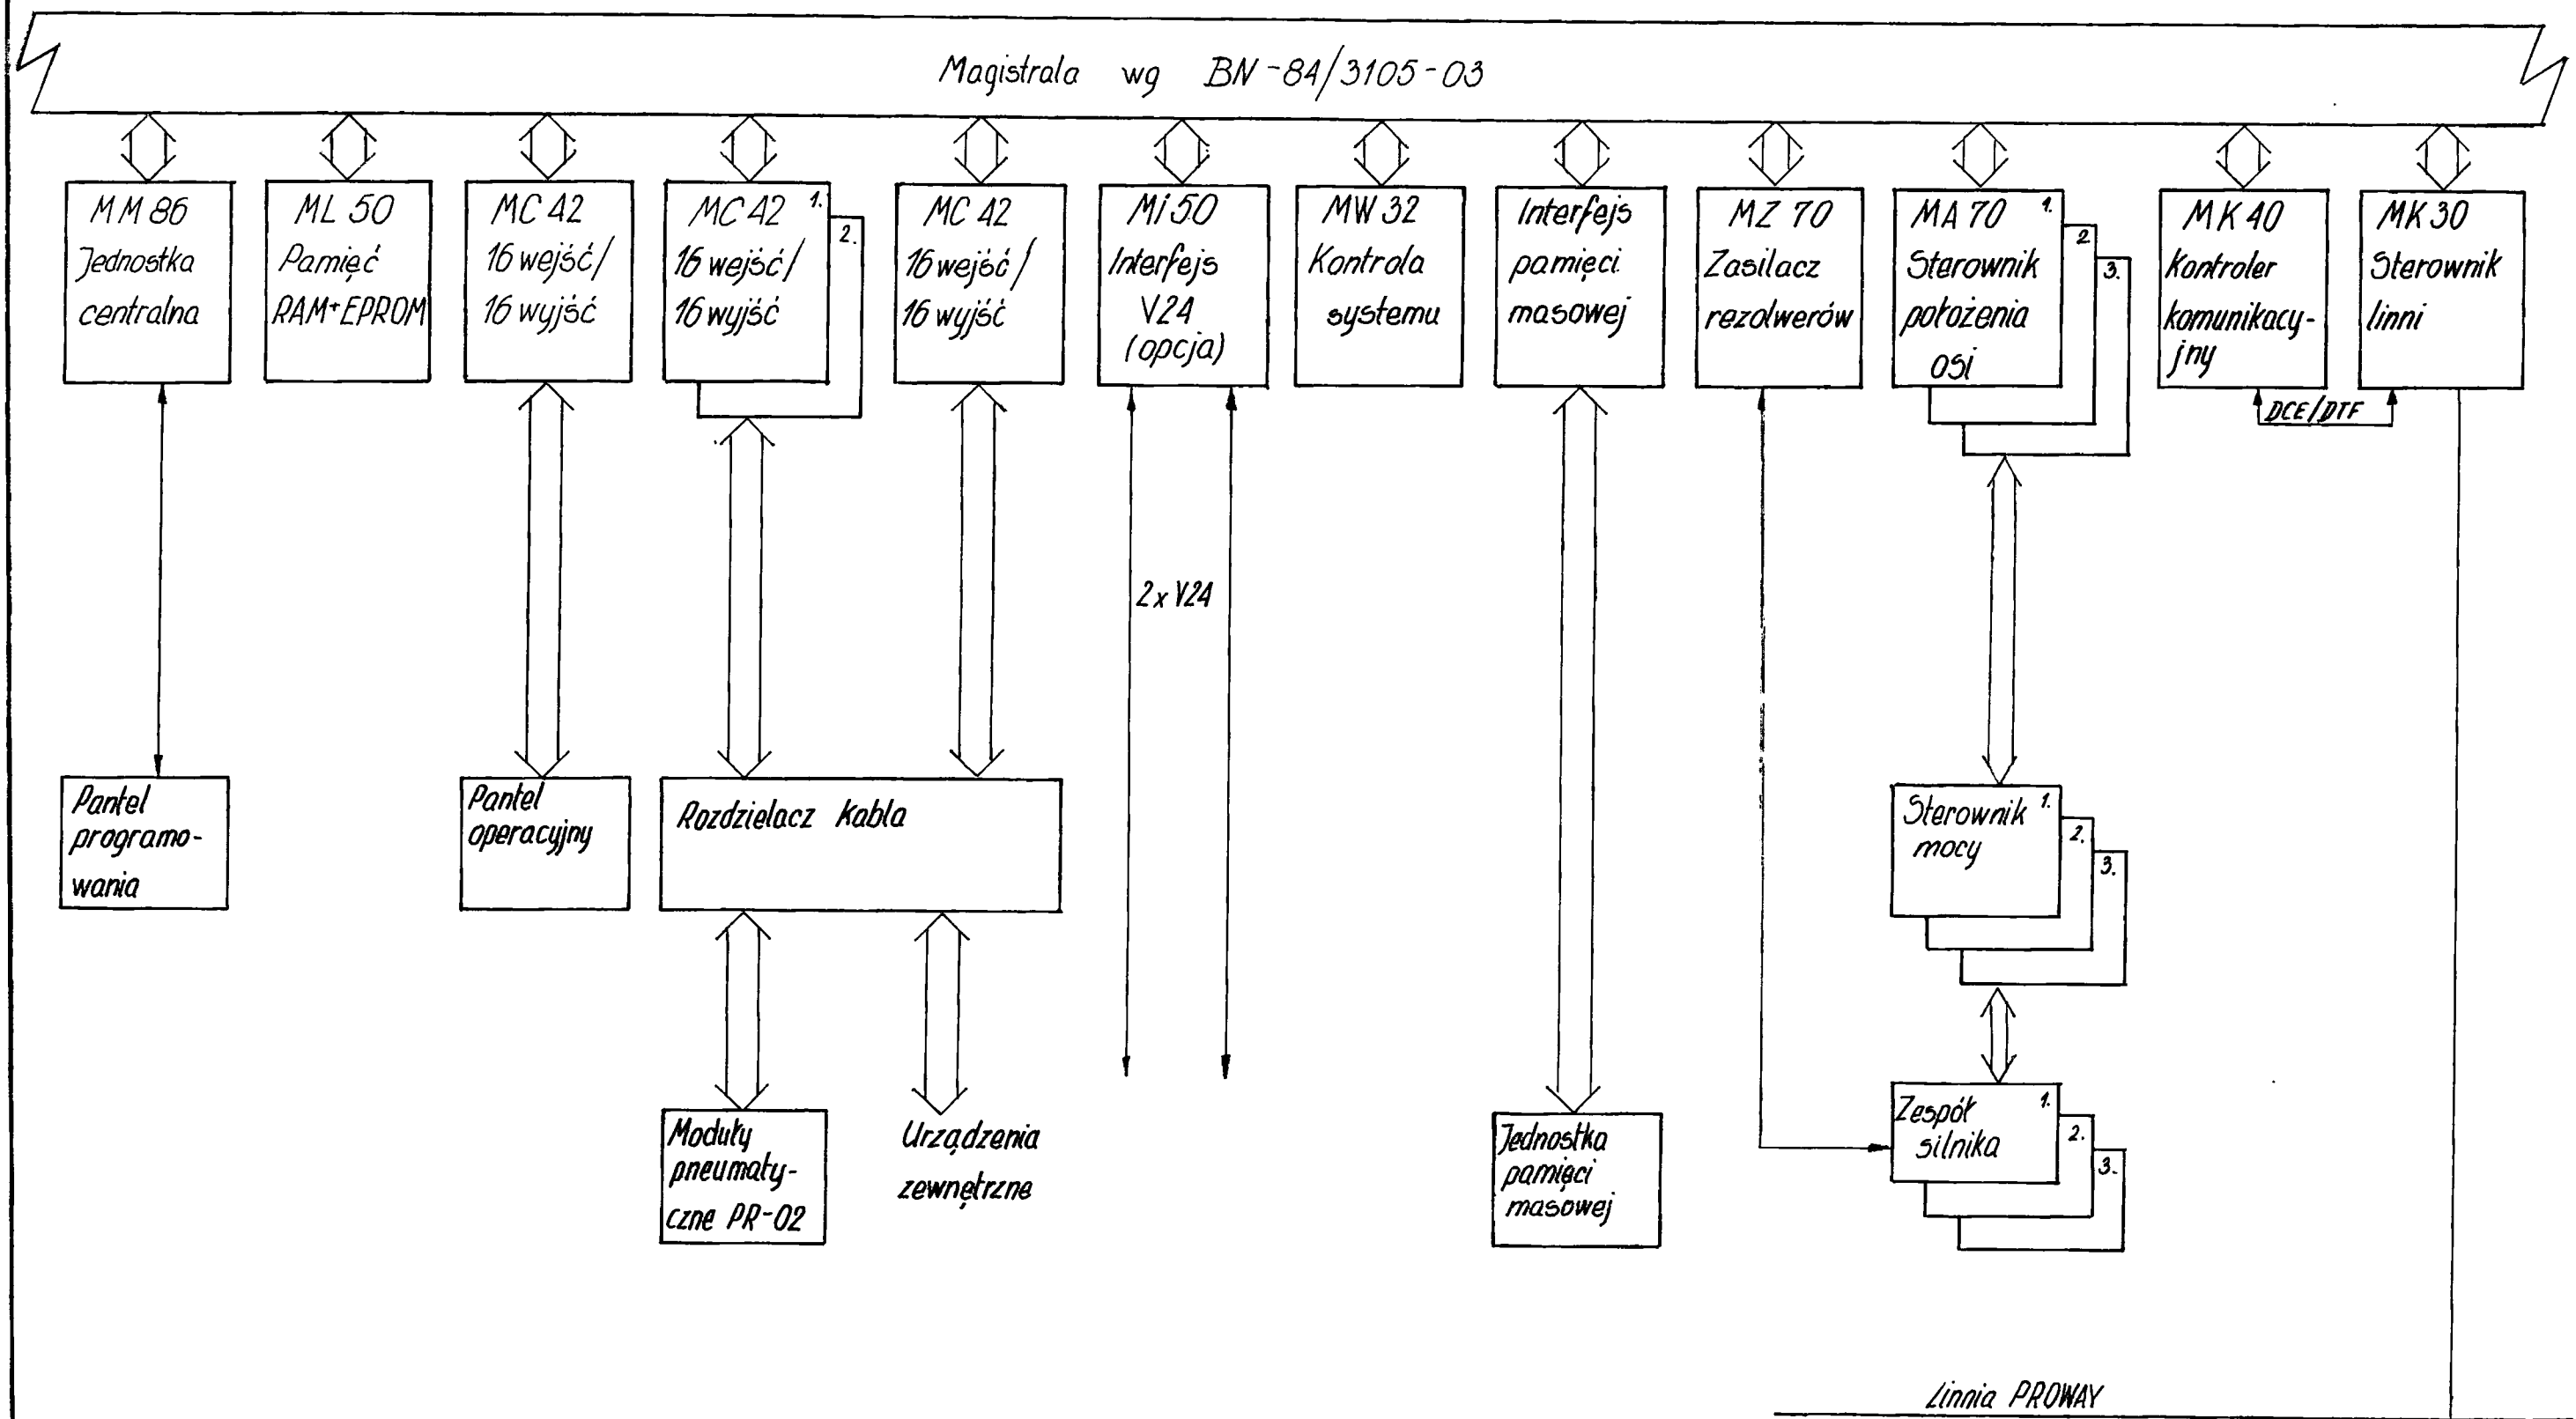 Magistrala wg BN-84/3105-03
MM 86
Jednostka
centralna
ML 50
Pamięć
RAM+EPROM
MC 42
16 wejść/
16 wyjść
MC 42 1.
16 wejść/
16 wyjść
2.
MC 42
16 wejść/
16 wyjść
Mi 50
Interfejs
V24
(opcja)
MW 32
Kontrola
systemu
Interfejs
pamięci
masowej
MZ 70
Zasilacz
rezolwerów
MA 70 1.
Sterownik
położenia
osi
2
3.
MK 40
Kontroler
komunikacy-
jny
MK 30
Sterownik
linni
DCE/DTF
2 x V24
Pantel
programo-
wania
Pantel
operacyjny
Rozdzielacz kabla
Sterownik 1.
mocy
2.
3.
Moduły
pneumaty-
czne PR-02
Urządzenia
zewnętrzne
Jednostka
pamięci
masowej
Zespół 1.
silnika
2.
3.
Linnia PROWAY